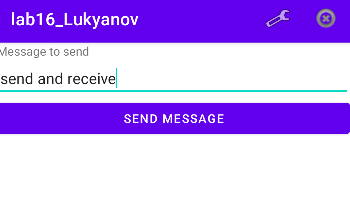 lab16_Lukyanov
Message to send
send and receive
SEND MESSAGE